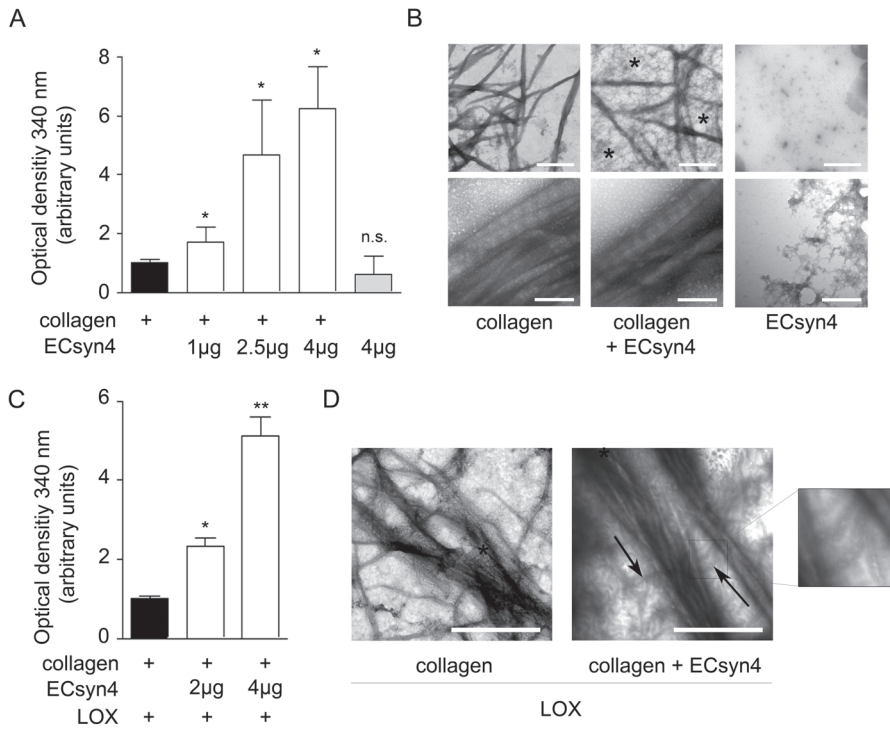 A
Optical densitiy 340 nm
(arbitrary units)
8
6
4
2
0
*
*
*
*
n.s.
collagen + + + +
ECsyn4 1µg 2.5µg 4µg 4µg
B
*
*
*
collagen
collagen
+ ECsyn4
ECsyn4
C
Optical densitiy 340 nm
(arbitrary units)
6
4
2
0
*
**
collagen + + +
ECsyn4 2µg 4µg
LOX + + +
D
*
*
collagen
collagen + ECsyn4
LOX